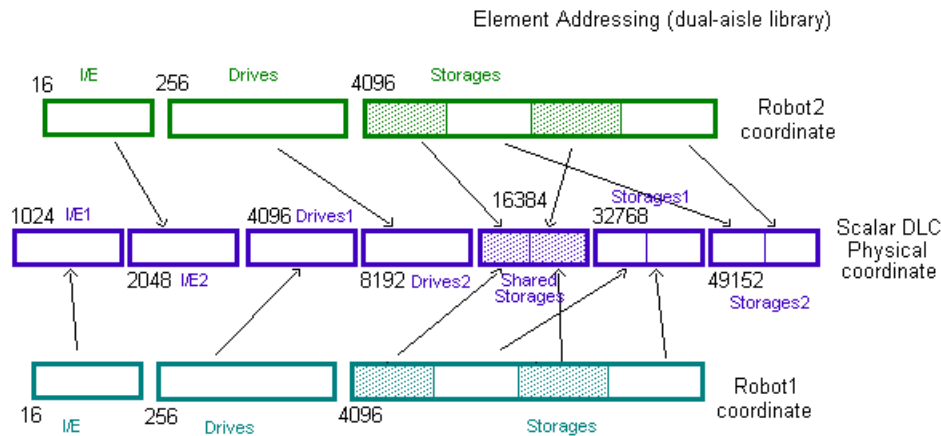 Element Addressing (dual-aisle library)
16 I/E 256 Drives 4096 Storages
Robot2
coordinate
1024 I/E1 4096 Drives1 16384 Storages1
32768
2048 I/E2 8192 Drives2 Shared
Storages 49152
Storages2
Scalar DLC
Physical
coordinate
16 I/E 256 Drives 4096 Storages
Robot1
coordinate